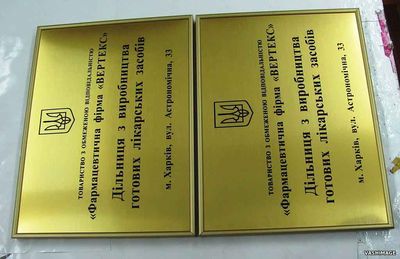 ТОВАРИСТВО З ОБМЕЖЕНОЮ ВІДПОВІДАЛЬНІСТЮ
«Фармацевтична фірма «ВЕРТЕКС»
Дільниця з виробництва
готових лікарських засобів
м. Харків, вул. Астрономічна, 33
ТОВАРИСТВО З ОБМЕЖЕНОЮ ВІДПОВІДАЛЬНІСТЮ
«Фармацевтична фірма «ВЕРТЕКС»
Дільниця з виробництва
готових лікарських засобів
м. Харків, вул. Астрономічна, 33
VASHIMAGE